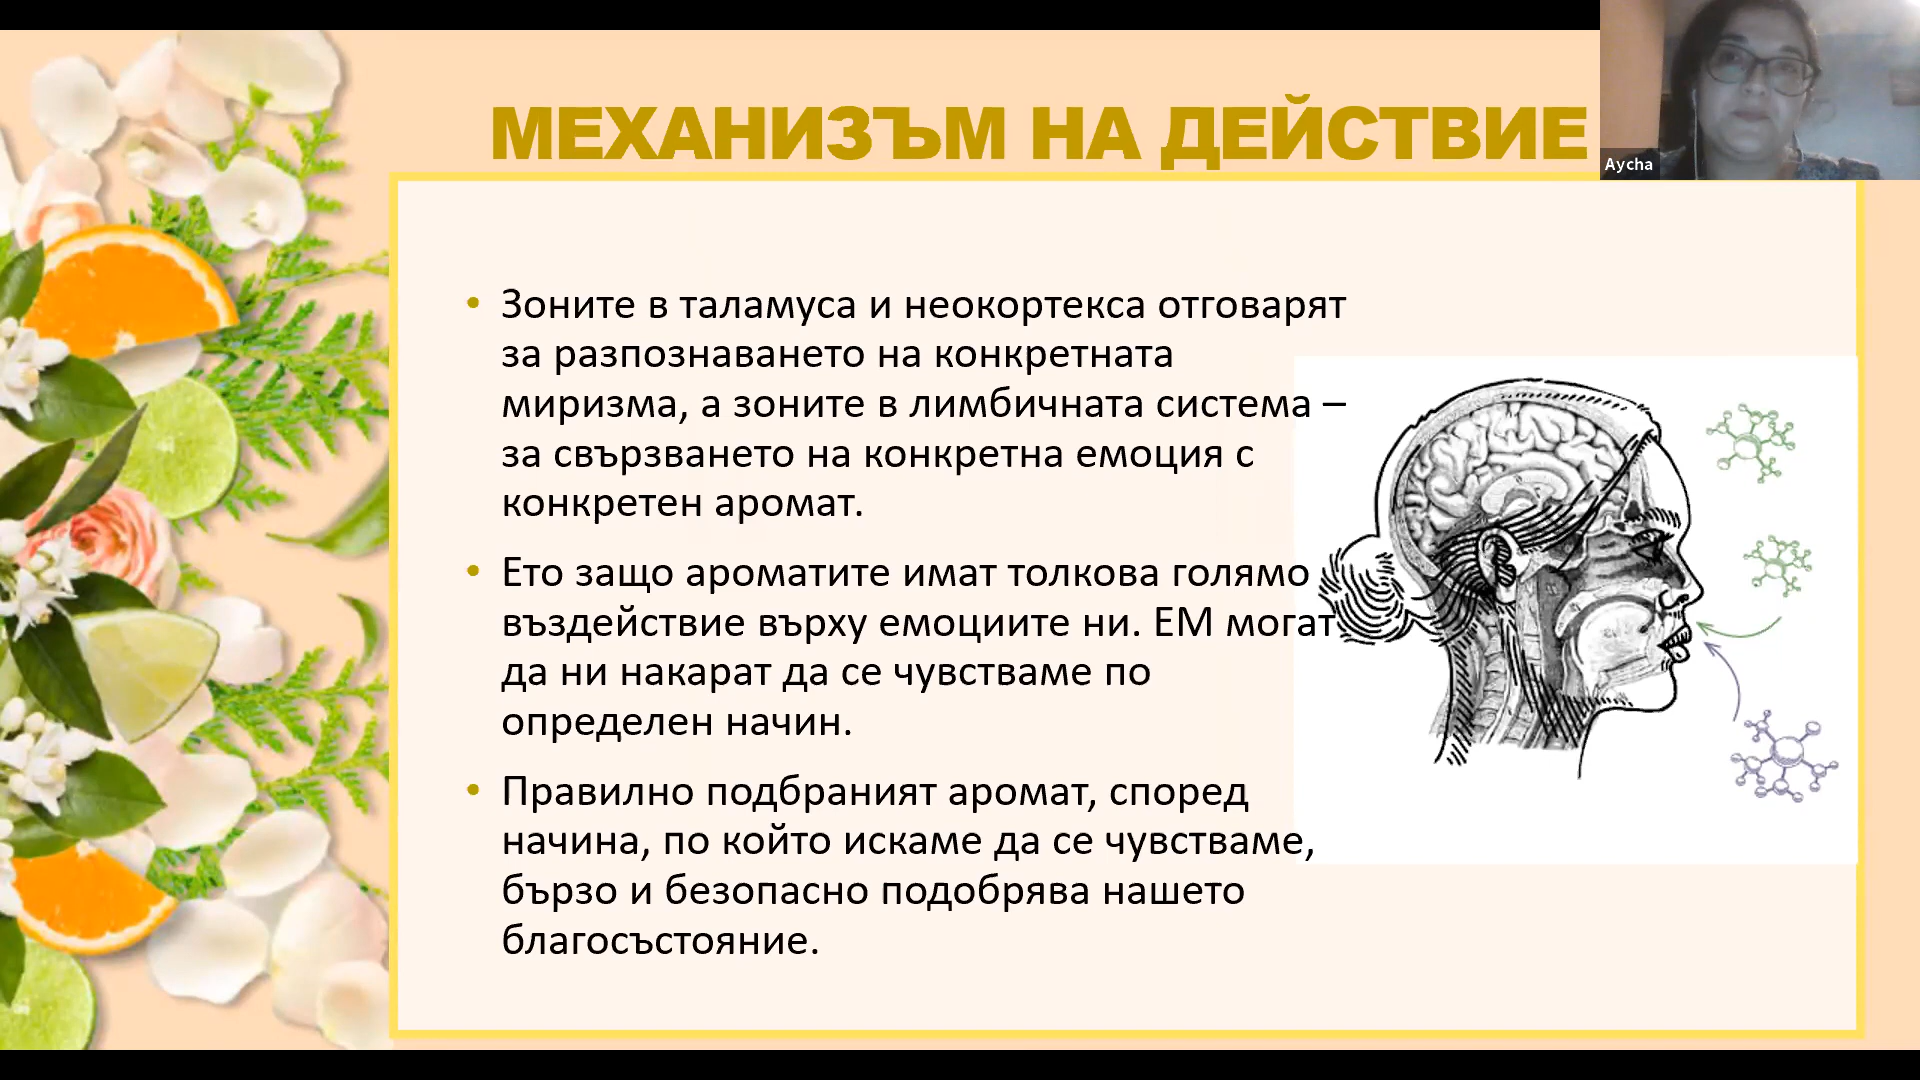 МЕХАНИЗЪМ НА ДЕЙСТВИЕ
Aycha
• Зоните в таламуса и неокортекса отговарят
за разпознаването на конкретната
миризма, а зоните в лимбичната система –
за свързването на конкретна емоция с
конкретен аромат.
• Ето защо ароматите имат толкова голямо
въздействие върху емоциите ни. ЕМ могат
да ни накарат да се чувстваме по
определен начин.
• Правилно подбраният аромат, според
начина, по който искаме да се чувстваме,
бързо и безопасно подобрява нашето
благосъстояние.